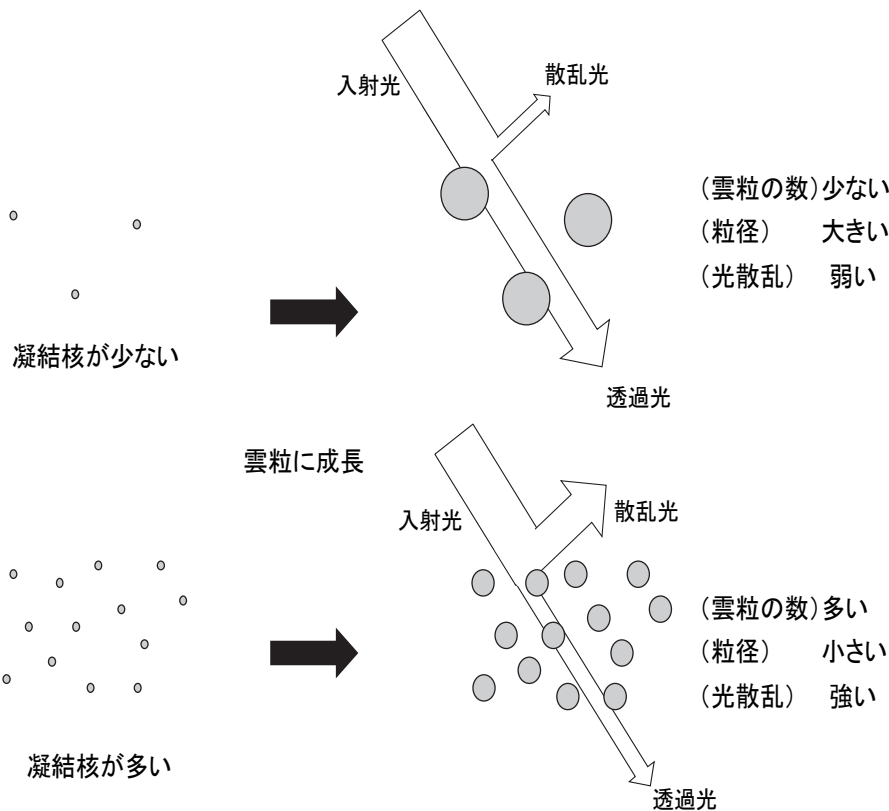 入射光
散乱光
(雲粒の数)少ない
(粒径) 大きい
(光散乱) 弱い
凝結核が少ない
透過光
雲粒に成長
入射光
散乱光
(雲粒の数)多い
(粒径) 小さい
(光散乱) 強い
凝結核が多い
透過光